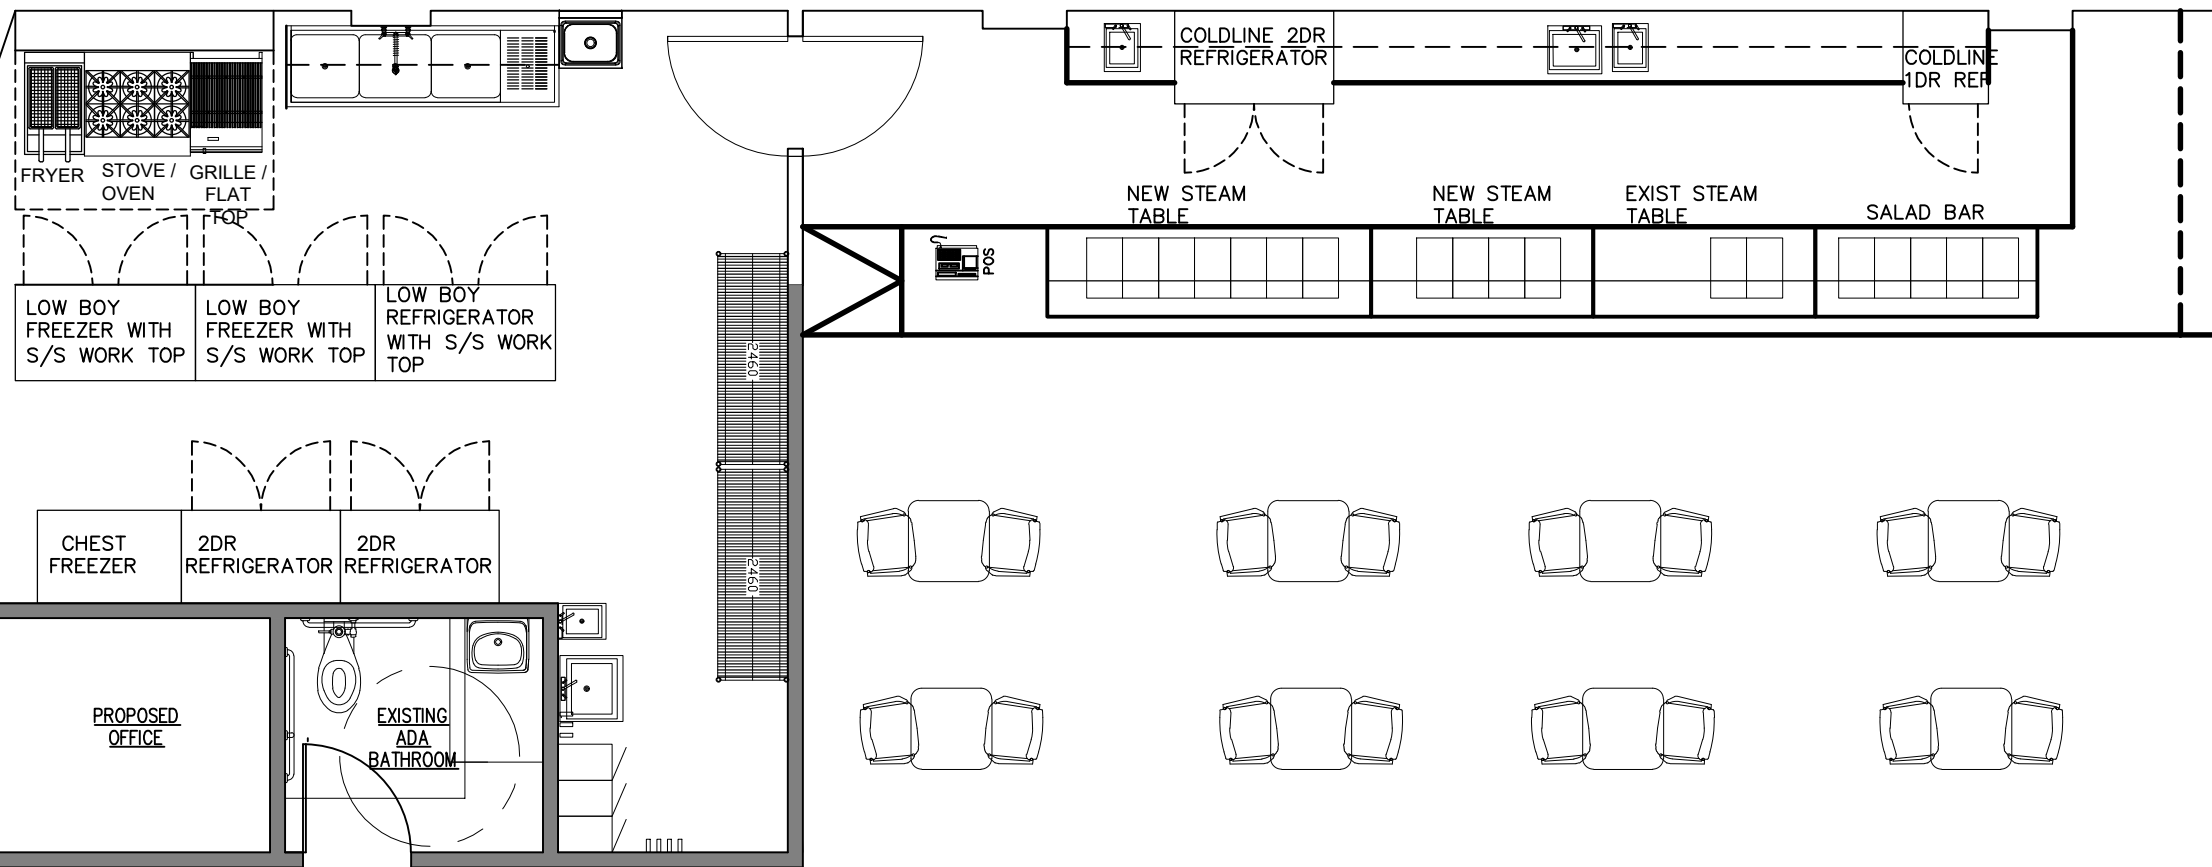 FRYER
STOVE /
OVEN
GRILLE /
FLAT
TOP
COLDLINE 2DR
REFRIGERATOR
COLDLINE
1DR REF
NEW STEAM
TABLE
NEW STEAM
TABLE
EXIST STEAM
TABLE
SALAD BAR
POS
LOW BOY
FREEZER WITH
S/S WORK TOP
LOW BOY
FREEZER WITH
S/S WORK TOP
LOW BOY
REFRIGERATOR
WITH S/S WORK
TOP
2460
2460
CHEST
FREEZER
2DR
REFRIGERATOR
2DR
REFRIGERATOR
PROPOSED
OFFICE
EXISTING
ADA
BATHROOM